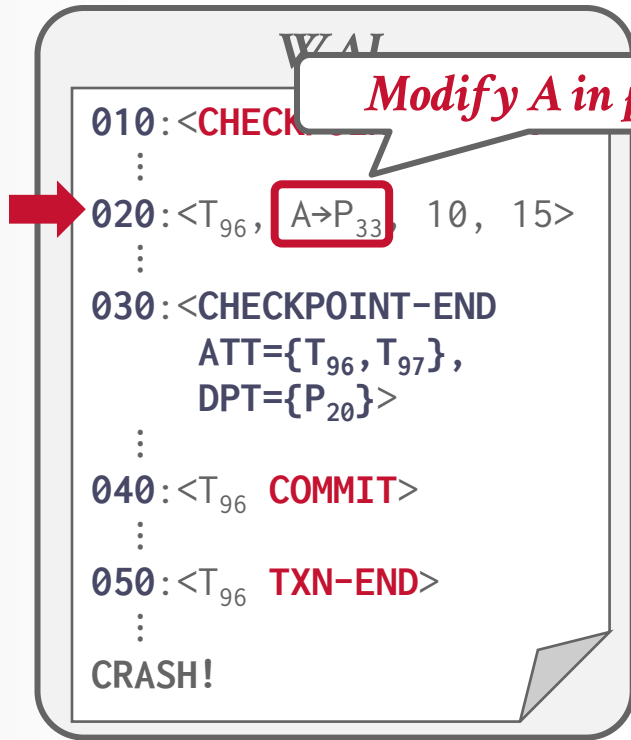 Modify A in
010:<CHECK
⋮
020:<T96, A→P33, 10, 15>
⋮
030:<CHECKPOINT-END
ATT={T96,T97},
DPT={P20}>
⋮
040:<T96 COMMIT>
⋮
050:<T96 TXN-END>
⋮
CRASH!